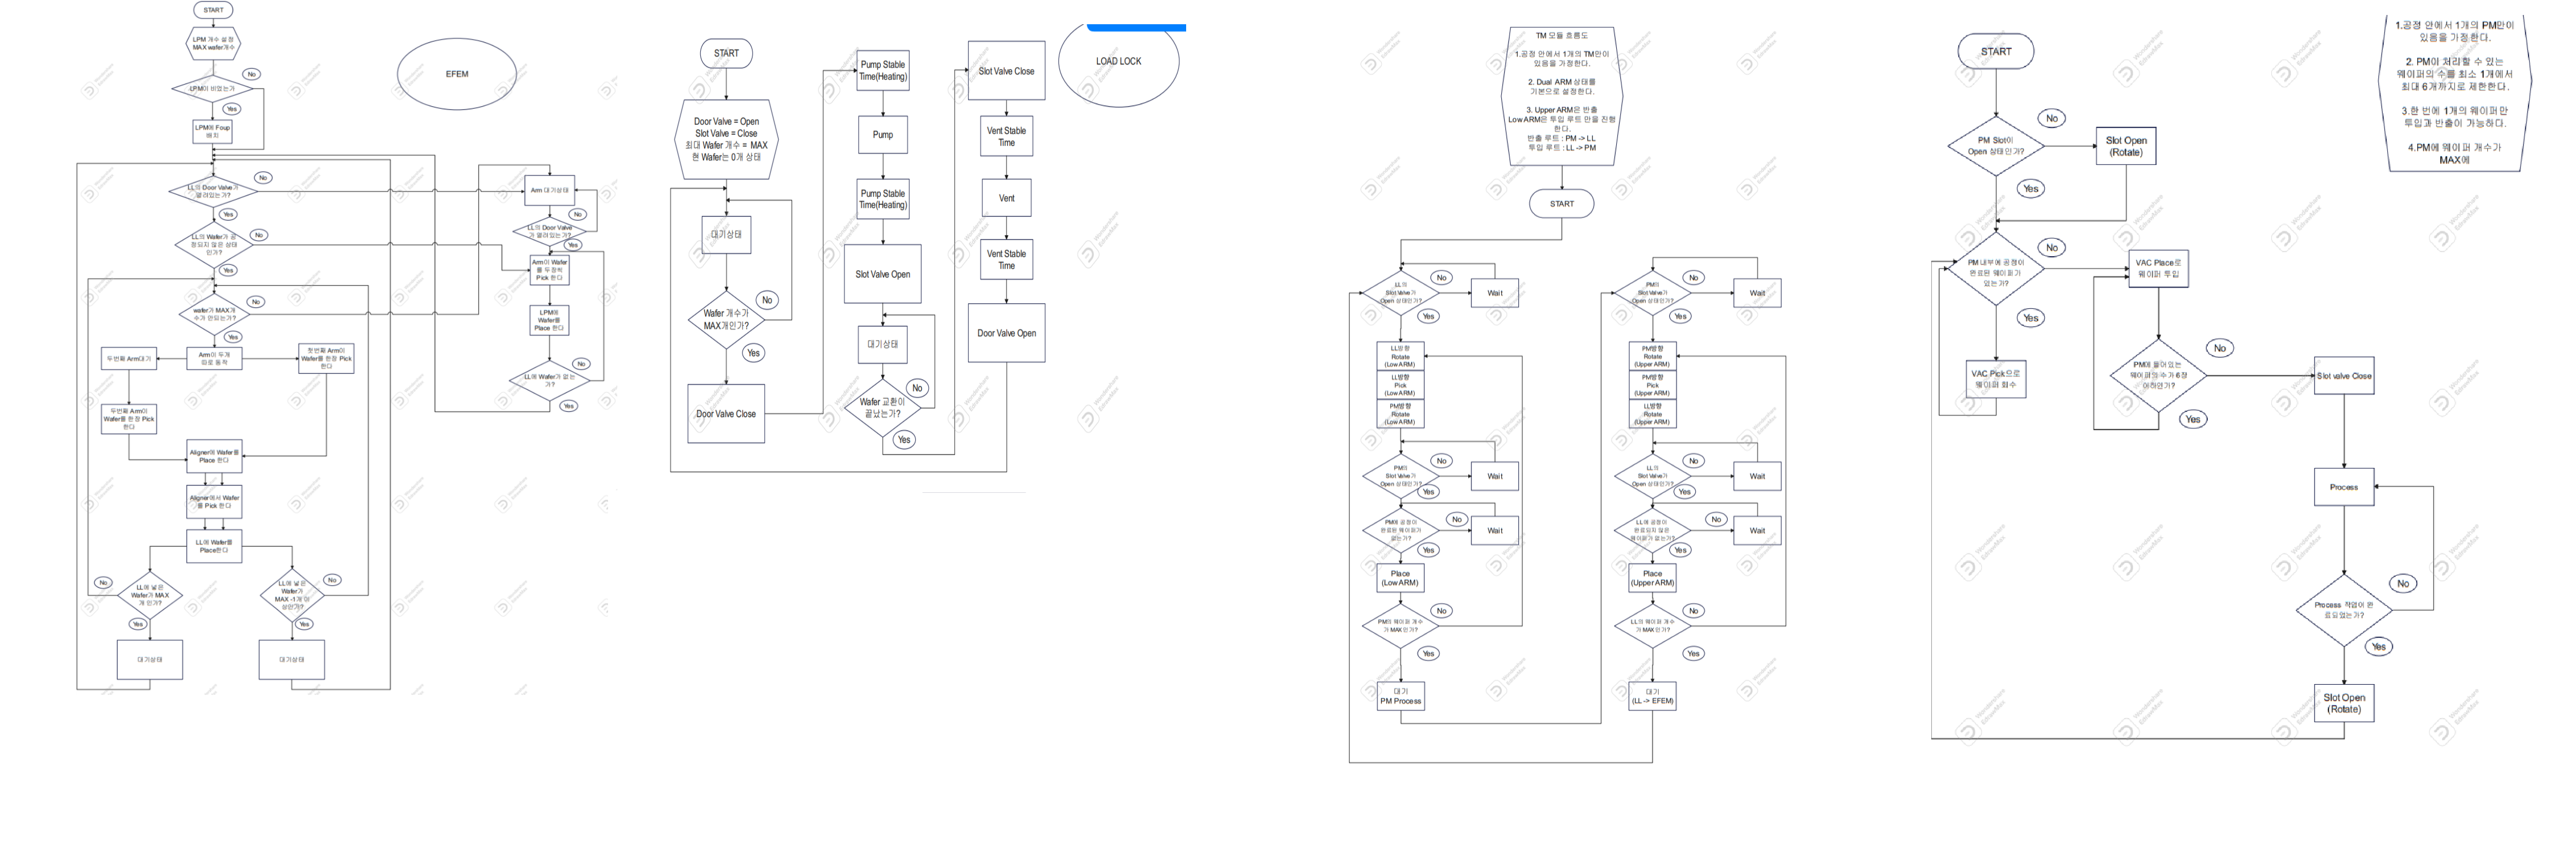 START
LPM 개수 설정
MAX wafer개수
No
LPM이 비었는가
Yes
LPM에 Foup
배치
EFEM
LL의 Door Valve가
열려있는가?
No
Yes
LL의 Wafer가 공
정되지 않은 상태
인가?
No
Yes
wafer가 MAX개
수가 안되는가?
No
Yes
두번째 Arm대기
Arm이 두개
따로 동작
첫번째 Arm이
Wafer를 한장 Pick
한다
두번째 Arm이
Wafer를 한장 Pick
한다
Aligner에 Wafer를
Place 한다
Aligner에서 Wafer
를 Pick 한다
LL에 Wafer를
Place한다
No
LL에 넣은
Wafer가 MAX
개 인가?
Yes
LL에 넣은
Wafer가
MAX -1개 이
상인가?
No
Yes
대기상태
대기상태
Arm 대기상태
No
LL의 Door Valve
가 열려있는가?
Yes
Arm이 Wafer
를 두장씩
Pick 한다
LPM에
Wafer를
Place 한다
No
LL에 Wafer가 없는
가?
Yes
START
Door Valve = Open
Slot Valve = Close
최대 Wafer 개수 = MAX
현 Wafer는 0개 상태
대기상태
No
Wafer 개수가
MAX개인가?
Yes
Door Valve Close
Pump Stable
Time(Heating)
Pump
Pump Stable
Time(Heating)
Slot Valve Open
대기상태
No
Wafer 교환이
끝났는가?
Yes
Slot Valve Close
Vent Stable
Time
Vent
Vent Stable
Time
Door Valve Open
LOAD LOCK
TM 모듈 흐름도
1.공정 안에서 1개의 TM만이
있음을 가정한다.
2. Dual ARM 상태를
기본으로 설정한다.
3. Upper ARM은 반출
Low ARM은 투입 루트 만을 진행
한다.
반출 루트 : PM -> LL
투입 루트 : LL -> PM
START
LL의
Slot Valve가
Open 상태인가?
No
Wait
Yes
LL방향
Rotate
(Low ARM)
LL방향
Pick
(Low ARM)
PM방향
Rotate
(Low ARM)
PM의
Slot Valve가
Open 상태인가?
No
Wait
Yes
PM에 공정이
완료된 웨이퍼가
없는가?
No
Wait
Yes
Place
(Low ARM)
PM의 웨이퍼 개수
가 MAX인가?
No
Yes
대기
PM Process
PM의
Slot Valve가
Open 상태인가?
No
Wait
Yes
PM방향
Rotate
(Upper ARM)
PM방향
Pick
(Upper ARM)
LL방향
Rotate
(Upper ARM)
LL의
Slot Valve가
Open 상태인가?
No
Wait
Yes
LL에 공정이
완료되지 않은
웨이퍼가 없는가?
No
Wait
Yes
Place
(Upper ARM)
LL의 웨이퍼 개수
가 MAX인가?
No
Yes
대기
(LL -> EFEM)
1.공정 안에서 1개의 PM만이
있음을 가정한다.
2. PM이 처리할 수 있는
웨이퍼의 수를 최소 1개에서
최대 6개까지로 제한한다.
3.한 번에 1개의 웨이퍼만
투입과 반출이 가능하다.
4.PM에 웨이퍼 개수가
MAX에
START
PM Slot이
Open 상태인가?
No
Slot Open
(Rotate)
Yes
PM 내부에 공정이
완료된 웨이퍼가
있는가?
No
Yes
VAC Pick으로
웨이퍼 회수
VAC Place로
웨이퍼 투입
PM에 들어있는
웨이퍼의 수가 6장
이하인가?
No
Yes
Slot valve Close
Process
No
Process 작업이 완
료되었는가?
Yes
Slot Open
(Rotate)
Wondershare
EdrawMax